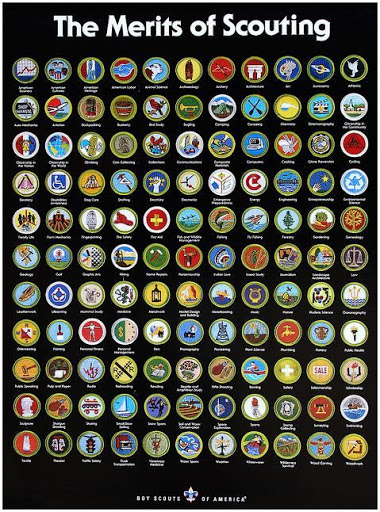 The Merits of Scouting
American Business
American Cultures
American Heritage
American Labor
Animal Science
Archaeology
Archery
Architecture
Art
Astronomy
Athletics
Auto Mechanics
Aviation
Backpacking
Basketry
Bird Study
Bugling
Camping
Canoeing
Chemistry
Cinematography
Citizenship in the Community
Citizenship in the Nation
Citizenship in the World
Climbing
Coin Collecting
Collections
Communications
Composite Materials
Computers
Cooking
Crime Prevention
Cycling
Dentistry
Disabilities Awareness
Dog Care
Drafting
Electricity
Electronics
Emergency Preparedness
Energy
Engineering
Entrepreneurship
Environmental Science
Family Life
Farm Mechanics
Fingerprinting
Fire Safety
First Aid
Fish and Wildlife Management
Fishing
Fly Fishing
Forestry
Gardening
Genealogy
Geology
Golf
Graphic Arts
Hiking
Home Repairs
Horsemanship
Indian Lore
Insect Study
Journalism
Landscape Architecture
Law
Leatherwork
Lifesaving
Mammal Study
Medicine
Metalwork
Model Design and Building
Motorboating
Music
Nature
Nuclear Science
Oceanography
Orienteering
Painting
Personal Fitness
Personal Management
Pets
Photography
Pioneering
Plant Science
Plumbing
Pottery
Public Health
Public Speaking
Pulp and Paper
Radio
Railroading
Reading
Reptile and Amphibian Study
Rifle Shooting
Rowing
Safety
SALE
Salesmanship
Scholarship
Sculpture
Shotgun Shooting
Skating
Small-Boat Sailing
Snow Sports
Soil and Water Conservation
Space Exploration
Sports
Stamp Collecting
Surveying
Swimming
Textile
Theater
Traffic Safety
Truck Transportation
Veterinary Medicine
Water Sports
Weather
Whitewater
Wilderness Survival
Wood Carving
Woodwork
BOY SCOUTS OF AMERICA®